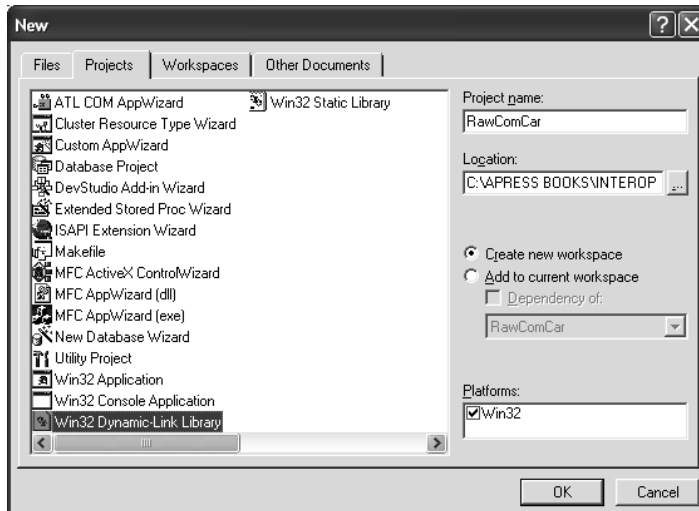 New
Files Projects Workspaces Other Documents
ATL COM AppWizard
Cluster Resource Type Wizard
Custom AppWizard
Database Project
DevStudio Add-in Wizard
Extended Stored Proc Wizard
ISAPI Extension Wizard
Makefile
MFC ActiveX ControlWizard
MFC AppWizard (dll)
MFC AppWizard (exe)
New Database Wizard
Utility Project
Win32 Application
Win32 Console Application
Win32 Dynamic-Link Library
Win32 Static Library
Project name:
RawComCar
Location:
C:\APRESS BOOKS\INTEROP
...
Create new workspace
Add to current workspace
Dependency of:
RawComCar
Platforms:
Win32
OK Cancel